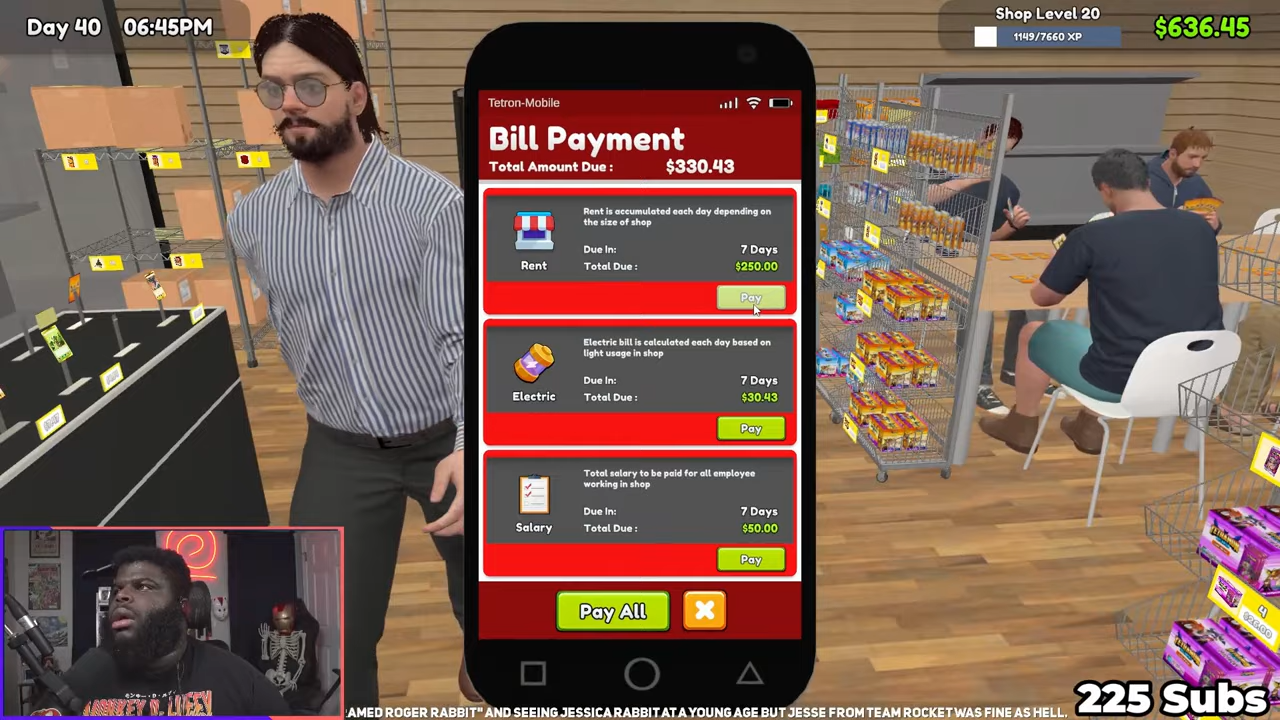 Day 40 06:45PM
Shop Level 20
1149/7660 XP
$636.45
Tetron-Mobile
Bill Payment
Total Amount Due : $330.43
Rent is accumulated each day depending on
the size of shop
Due In: 7 Days
Rent
Total Due : $250.00
Pay
Electric bill is calculated each day based on
light usage in shop
Due In: 7 Days
Electric
Total Due : $30.43
Pay
Total salary to be paid for all employee
working in shop
Due In: 7 Days
Salary
Total Due : $50.00
Pay
Pay All
4
225 Subs
RAMED ROGER RABBIT" AND SEEING JESSICA RABBIT AT A YOUNG AGE BUT JESSE FROM TEAM ROCKET WAS FINE AS HELL.